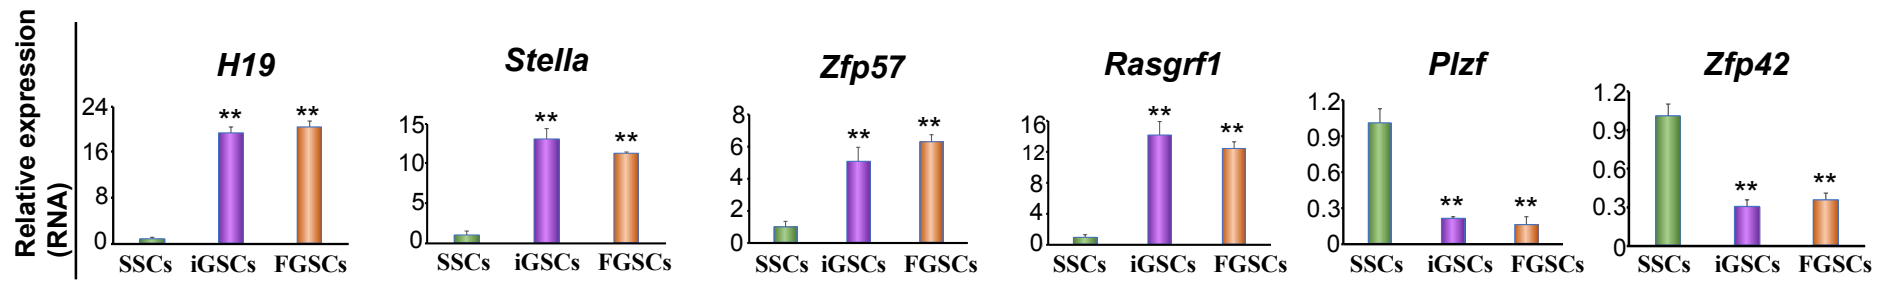 Relative expression
(RNA)
H19
24
16
8
0
**
**
SSCs iGSCs FGSCs
Stella
15
10
5
0
**
**
SSCs iGSCs FGSCs
Zfp57
8
6
4
2
0
**
**
SSCs iGSCs FGSCs
Rasgrf1
16
12
8
4
0
**
**
SSCs iGSCs FGSCs
Plzf
1.2
0.9
0.6
0.3
0
**
**
SSCs iGSCs FGSCs
Zfp42
1.2
0.9
0.6
0.3
0
**
**
SSCs iGSCs FGSCs